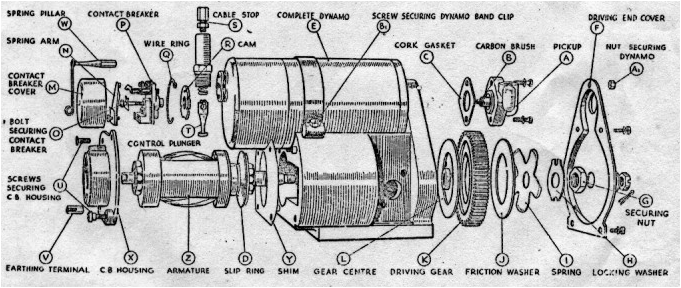 SPRING PILLAR
W
CONTACT BREAKER
P
CABLE STOP
S
COMPLETE DYNAMO
E
SCREW SECURING DYNAMO BAND CLIP
B₁
DRIVING END COVER
F
SPRING ARM
N
WIRE RING
Q
R CAM
CORK GASKET
C
CARBON BRUSH
B
PICKUP
A
NUT SECURING
DYNAMO
A₂
CONTACT
BREAKER
COVER
M
BOLT
SECURING
CONTACT
BREAKER
O
T
CONTROL PLUNGER
SCREWS
SECURING
C.B. HOUSING
U
V
X
Z
D
Y
L
K
J
I
H
G
SECURING
NUT
EARTHING TERMINAL
C.B. HOUSING
ARMATURE
SLIP RING
SHIM
GEAR CENTRE
DRIVING GEAR
FRICTION WASHER
SPRING
LOCKING WASHER